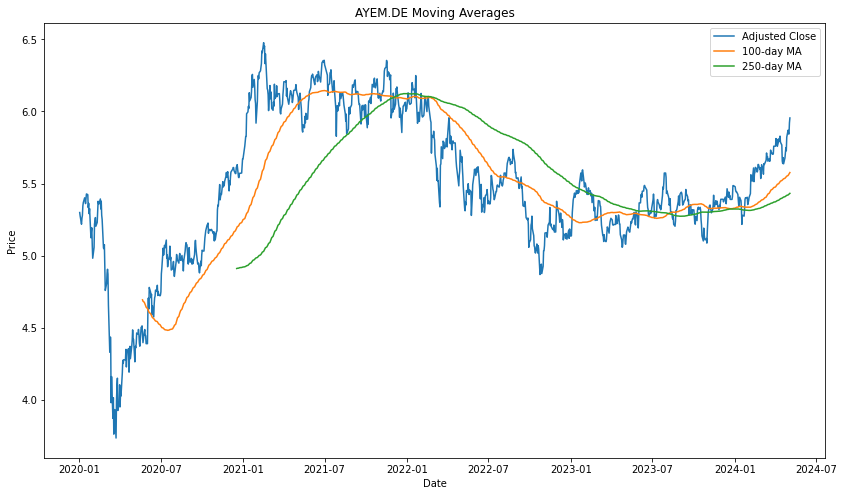 AYEM.DE Moving Averages
Adjusted Close
100-day MA
250-day MA
6.5
6.0
5.5
5.0
4.5
4.0
Price
2020-01
2020-07
2021-01
2021-07
2022-01
2022-07
2023-01
2023-07
2024-01
2024-07
Date